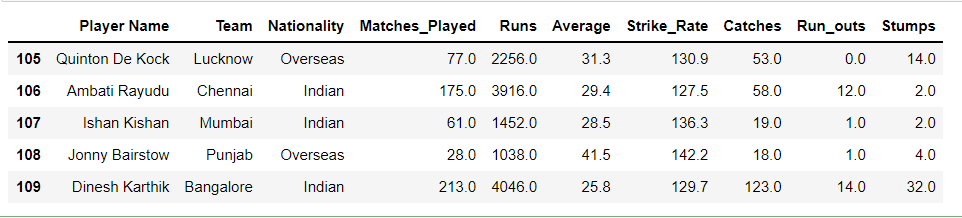 Player Name Team Nationality Matches_Played Runs Average Strike_Rate Catches Run_outs Stumps
105 Quinton De Kock Lucknow Overseas 77.0 2256.0 31.3 130.9 53.0 0.0 14.0
106 Ambati Rayudu Chennai Indian 175.0 3916.0 29.4 127.5 58.0 12.0 2.0
107 Ishan Kishan Mumbai Indian 61.0 1452.0 28.5 136.3 19.0 1.0 2.0
108 Jonny Bairstow Punjab Overseas 28.0 1038.0 41.5 142.2 18.0 1.0 4.0
109 Dinesh Karthik Bangalore Indian 213.0 4046.0 25.8 129.7 123.0 14.0 32.0